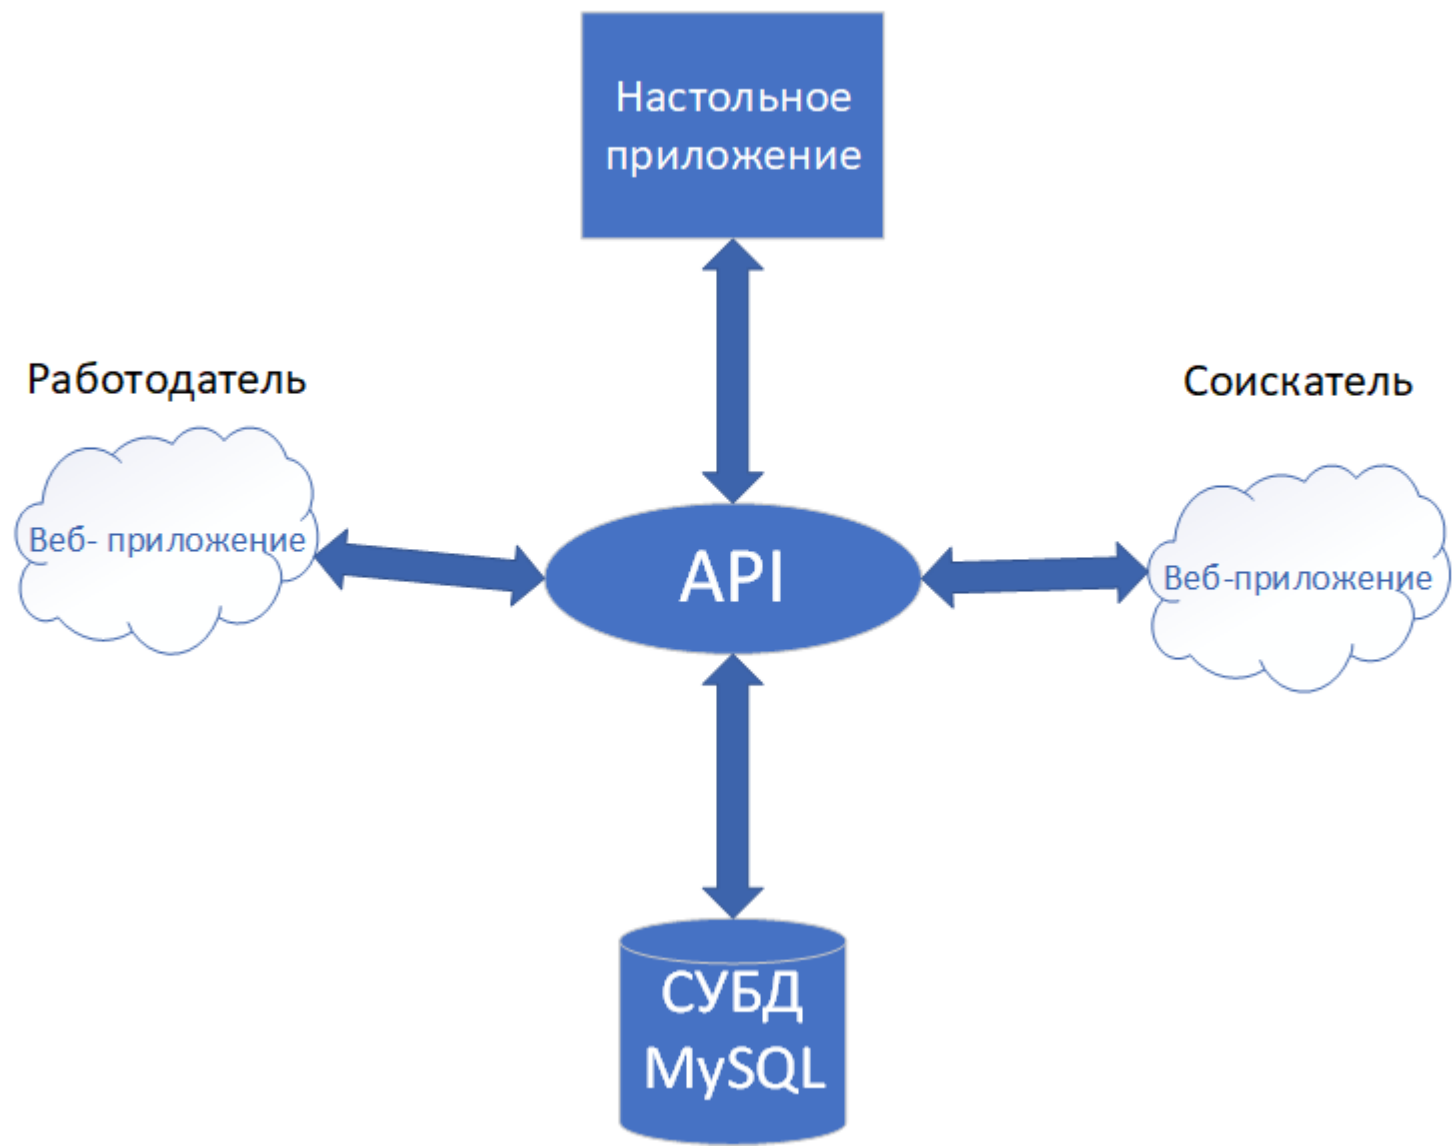 Настольное
приложение
Работодатель
Соискатель
Веб- приложение
API
Веб-приложение
СУБД
MySQL